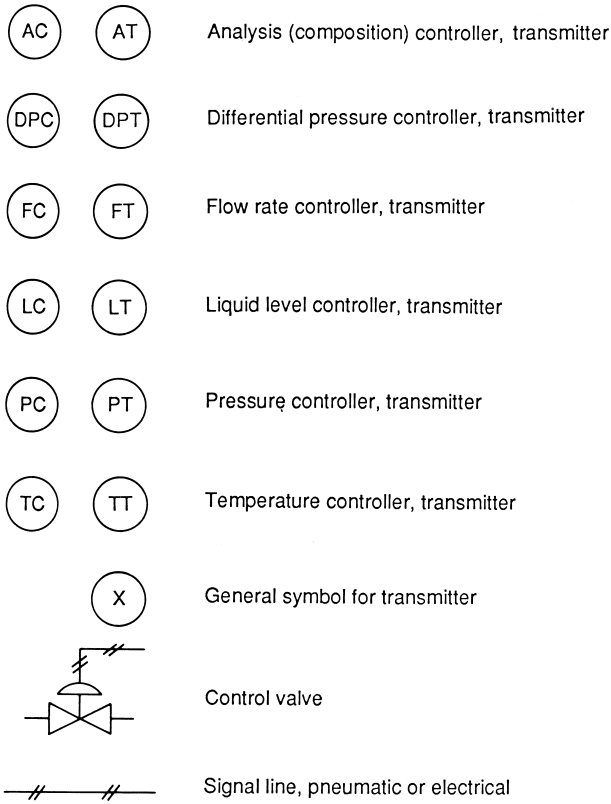 AC AT Analysis (composition) controller, transmitter
DPC DPT Differential pressure controller, transmitter
FC FT Flow rate controller, transmitter
LC LT Liquid level controller, transmitter
PC PT Pressure controller, transmitter
TC TT Temperature controller, transmitter
X General symbol for transmitter
Control valve
Signal line, pneumatic or electrical